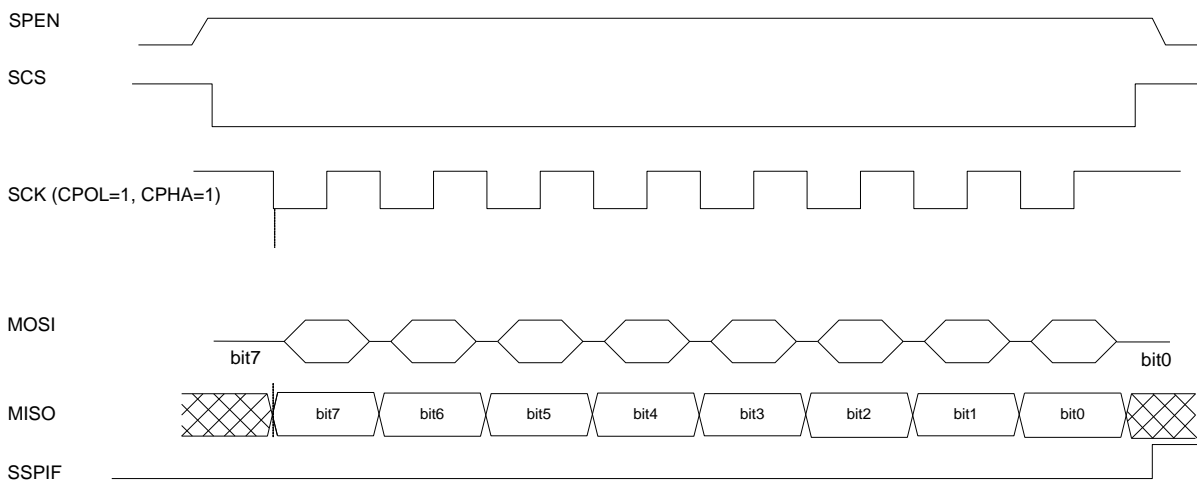 SPEN
SCS
SCK (CPOL=1, CPHA=1)
MOSI
bit7
bit0
MISO
bit7 bit6 bit5 bit4 bit3 bit2 bit1 bit0
SSPIF